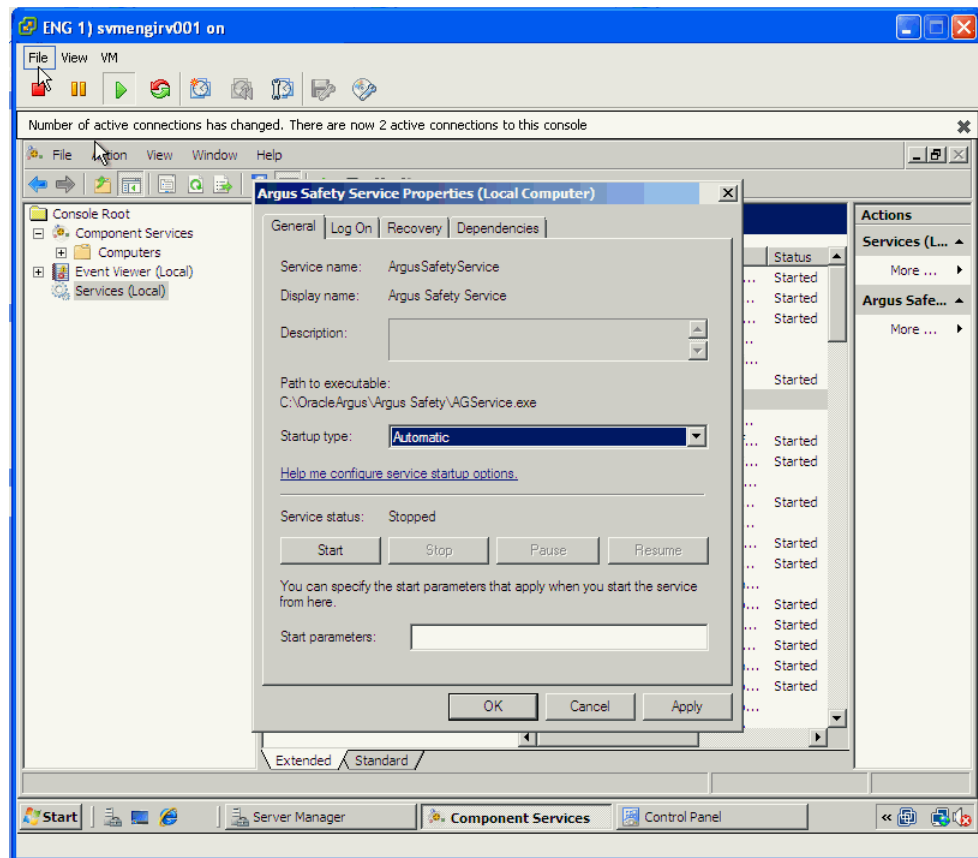 ENG 1) svmengirv001 on
File View VM
Number of active connections has changed. There are now 2 active connections to this console
File Action View Window Help
Console Root
Component Services
Computers
Event Viewer (Local)
Services (Local)
Argus Safety Service Properties (Local Computer)
General Log On Recovery Dependencies
Service name: ArgusSafetyService
Display name: Argus Safety Service
Description:
Path to executable:
C:\OracleArgus\Argus Safety\AGService.exe
Startup type: Automatic
Help me configure service startup options.
Service status: Stopped
Start Stop Pause Resume
You can specify the start parameters that apply when you start the service
from here.
Start parameters:
OK Cancel Apply
Status
Started
Started
Started
Started
Started
Started
Started
Started
Started
Started
Started
Started
Started
Started
Actions
Services (L...
More ...
Argus Safe...
More ...
Extended Standard
Start Server Manager Component Services Control Panel